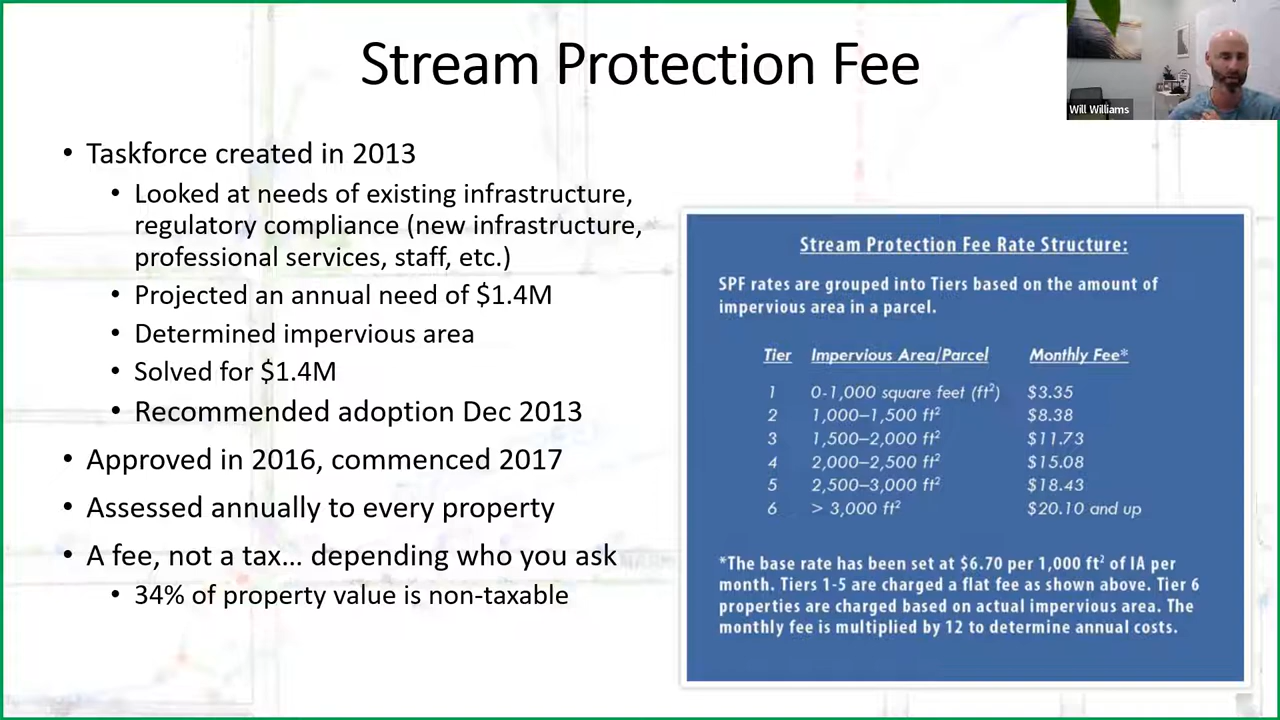 Stream Protection Fee
Will Williams
• Taskforce created in 2013
• Looked at needs of existing infrastructure,
regulatory compliance (new infrastructure,
professional services, staff, etc.)
• Projected an annual need of $1.4M
• Determined impervious area
• Solved for $1.4M
• Recommended adoption Dec 2013
• Approved in 2016, commenced 2017
• Assessed annually to every property
• A fee, not a tax… depending who you ask
• 34% of property value is non-taxable
Stream Protection Fee Rate Structure:
SPF rates are grouped into Tiers based on the amount of
impervious area in a parcel.
Tier Impervious Area/Parcel Monthly Fee*
1 0-1,000 square feet (ft²) $3.35
2 1,000–1,500 ft² $8.38
3 1,500–2,000 ft² $11.73
4 2,000–2,500 ft² $15.08
5 2,500–3,000 ft² $18.43
6 > 3,000 ft² $20.10 and up
*The base rate has been set at $6.70 per 1,000 ft² of IA per
month. Tiers 1-5 are charged a flat fee as shown above. Tier 6
properties are charged based on actual impervious area. The
monthly fee is multiplied by 12 to determine annual costs.